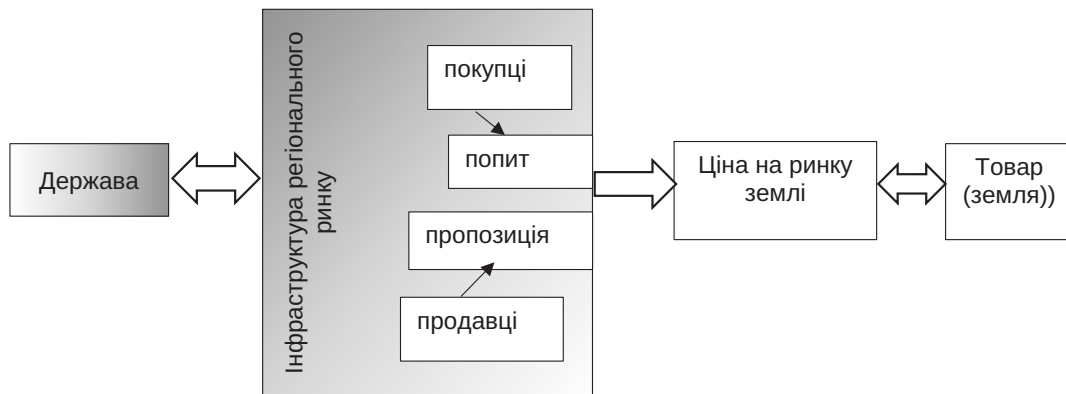 Держава
Інфраструктура регіонального
ринку
покупці
попит
пропозиція
продавці
Ціна на ринку
землі
Товар
(земля))